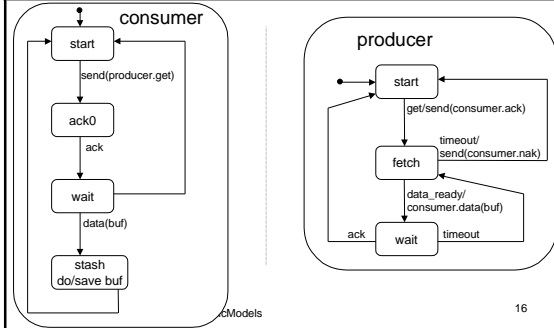 consumer
start
send(producer.get)
ack0
ack
wait
data(buf)
stash
do/save buf
producer
start
get/send(consumer.ack)
timeout/
send(consumer.nak)
fetch
data_ready/
consumer.data(buf)
ack
timeout
wait
cModels
16